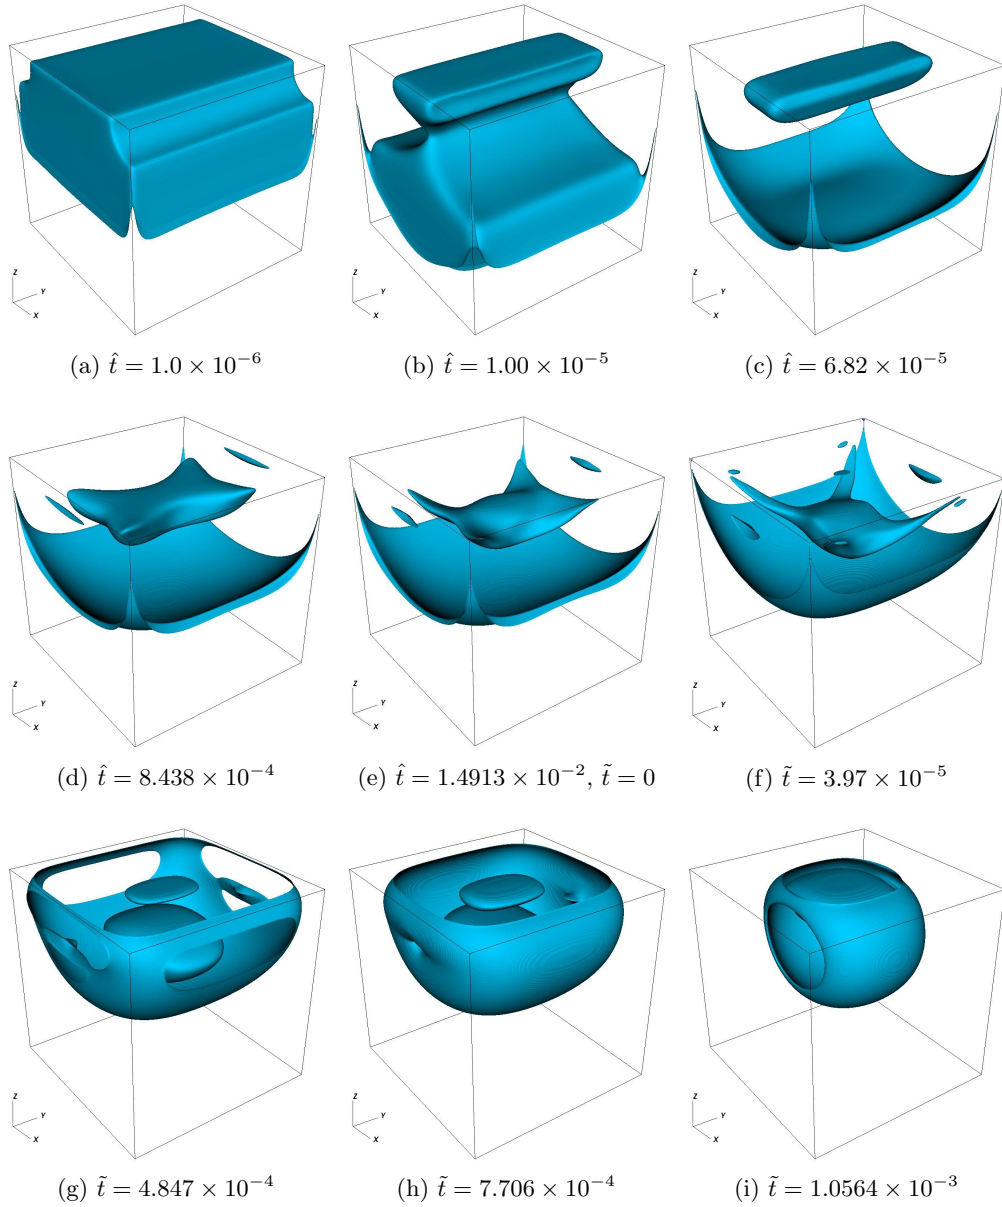 z
Y
X
z
Y
X
z
Y
X
(a) t̂ = 1.0 × 10⁻⁶
(b) t̂ = 1.00 × 10⁻⁵
(c) t̂ = 6.82 × 10⁻⁵
z
Y
X
z
Y
X
z
Y
X
(d) t̂ = 8.438 × 10⁻⁴
(e) t̂ = 1.4913 × 10⁻², t̃ = 0
(f) t̃ = 3.97 × 10⁻⁵
z
Y
X
z
Y
X
z
Y
X
(g) t̃ = 4.847 × 10⁻⁴
(h) t̃ = 7.706 × 10⁻⁴
(i) t̃ = 1.0564 × 10⁻³